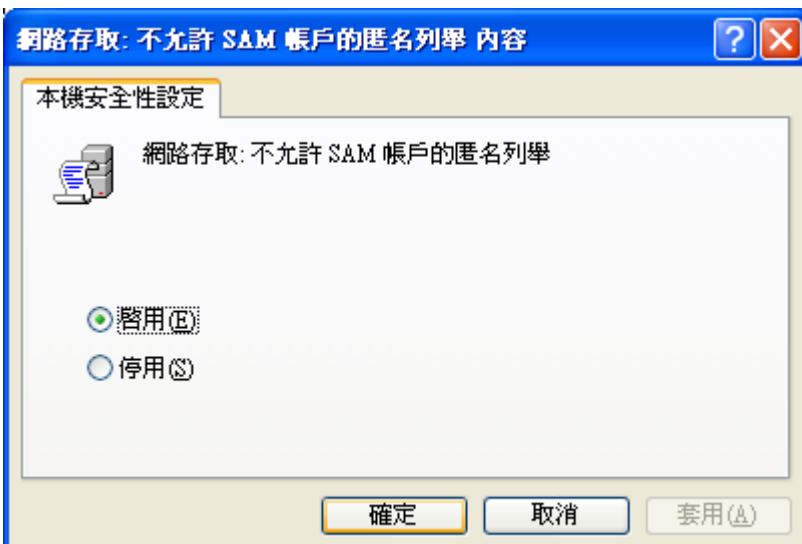 網路存取: 不允許 SAM 帳戶的匿名列舉 內容
本機安全性設定
網路存取: 不允許 SAM 帳戶的匿名列舉
啓用(E)
停用(S)
確定 取消 套用(A)